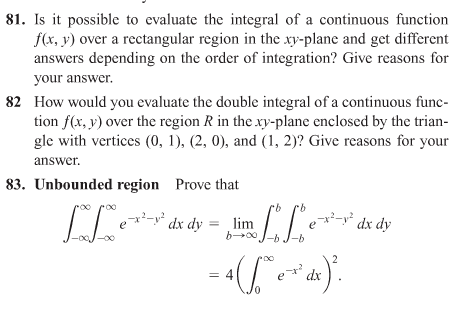 81. Is it possible to evaluate the integral of a continuous function
f(x, y) over a rectangular region in the xy-plane and get different
answers depending on the order of integration? Give reasons for
your answer.
82 How would you evaluate the double integral of a continuous func-
tion f(x, y) over the region R in the xy-plane enclosed by the trian-
gle with vertices (0, 1), (2, 0), and (1, 2)? Give reasons for your
answer.
83. Unbounded region Prove that
∫_{-∞}^{∞} ∫_{-∞}^{∞} e^{-x²-y²} dx dy = lim_{b→∞} ∫_{-b}^{b} ∫_{-b}^{b} e^{-x²-y²} dx dy
= 4(∫_{0}^{∞} e^{-x²} dx)².